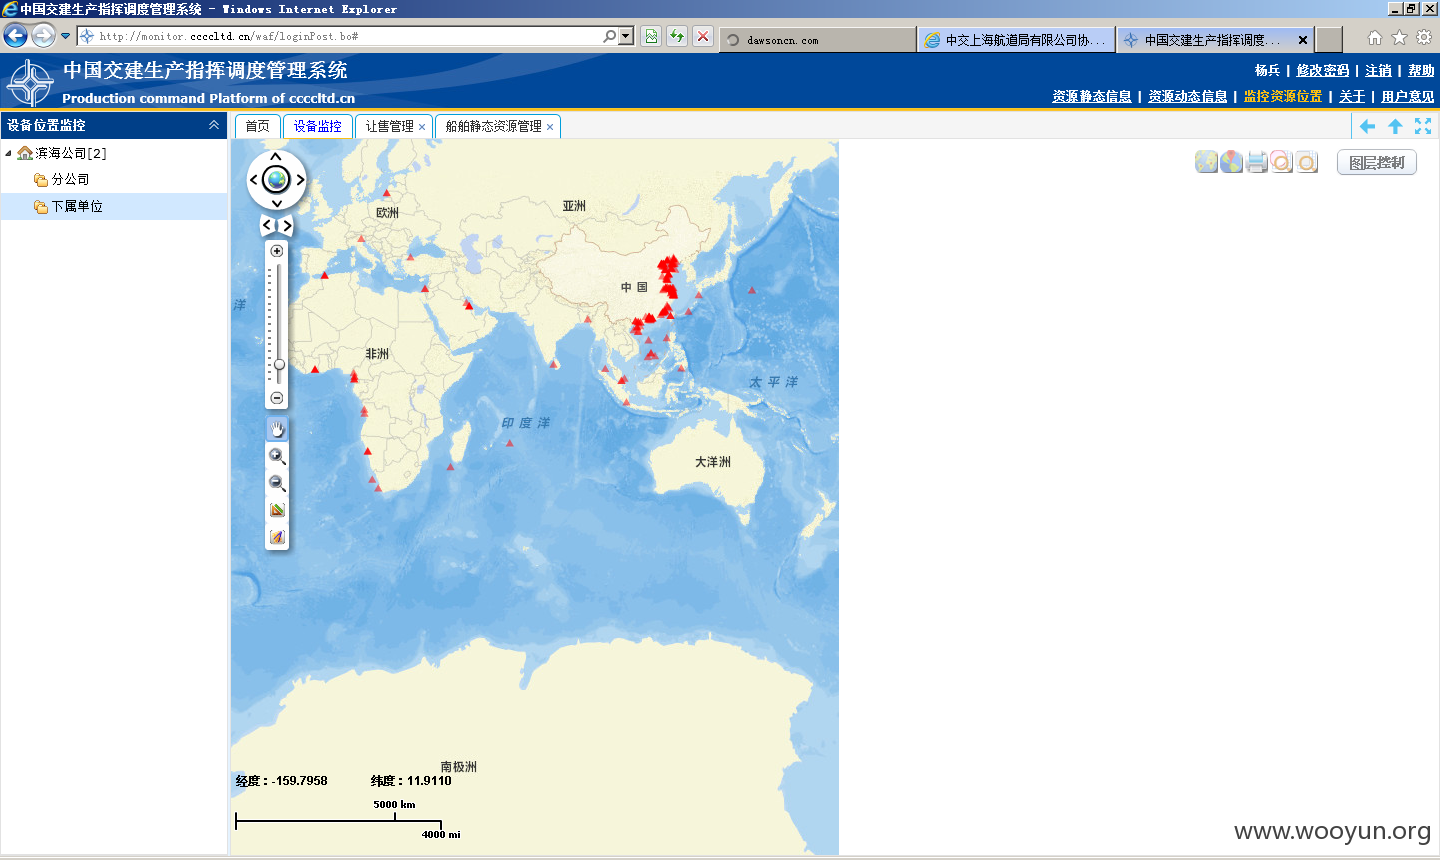 中国交建生产指挥调度管理系统 - Windows Internet Explorer
http://monitor.ccccltd.cn/waf/loginPost.bo#
dawsoncn.com
中交上海航道局有限公司协...
中国交建生产指挥调度...
中国交建生产指挥调度管理系统
Production command Platform of ccccltd.cn
杨兵 | 修改密码 | 注销 | 帮助
资源静态信息 | 资源动态信息 | 监控资源位置 | 关于 | 用户意见
设备位置监控
首页
设备监控
让售管理
船舶静态资源管理
滨海公司[2]
分公司
下属单位
图层控制
欧洲
亚洲
中 国
洋
非洲
太 平 洋
印 度 洋
大洋洲
南极洲
经度：-159.7958
纬度：11.9110
5000 km
4000 mi
www.wooyun.org